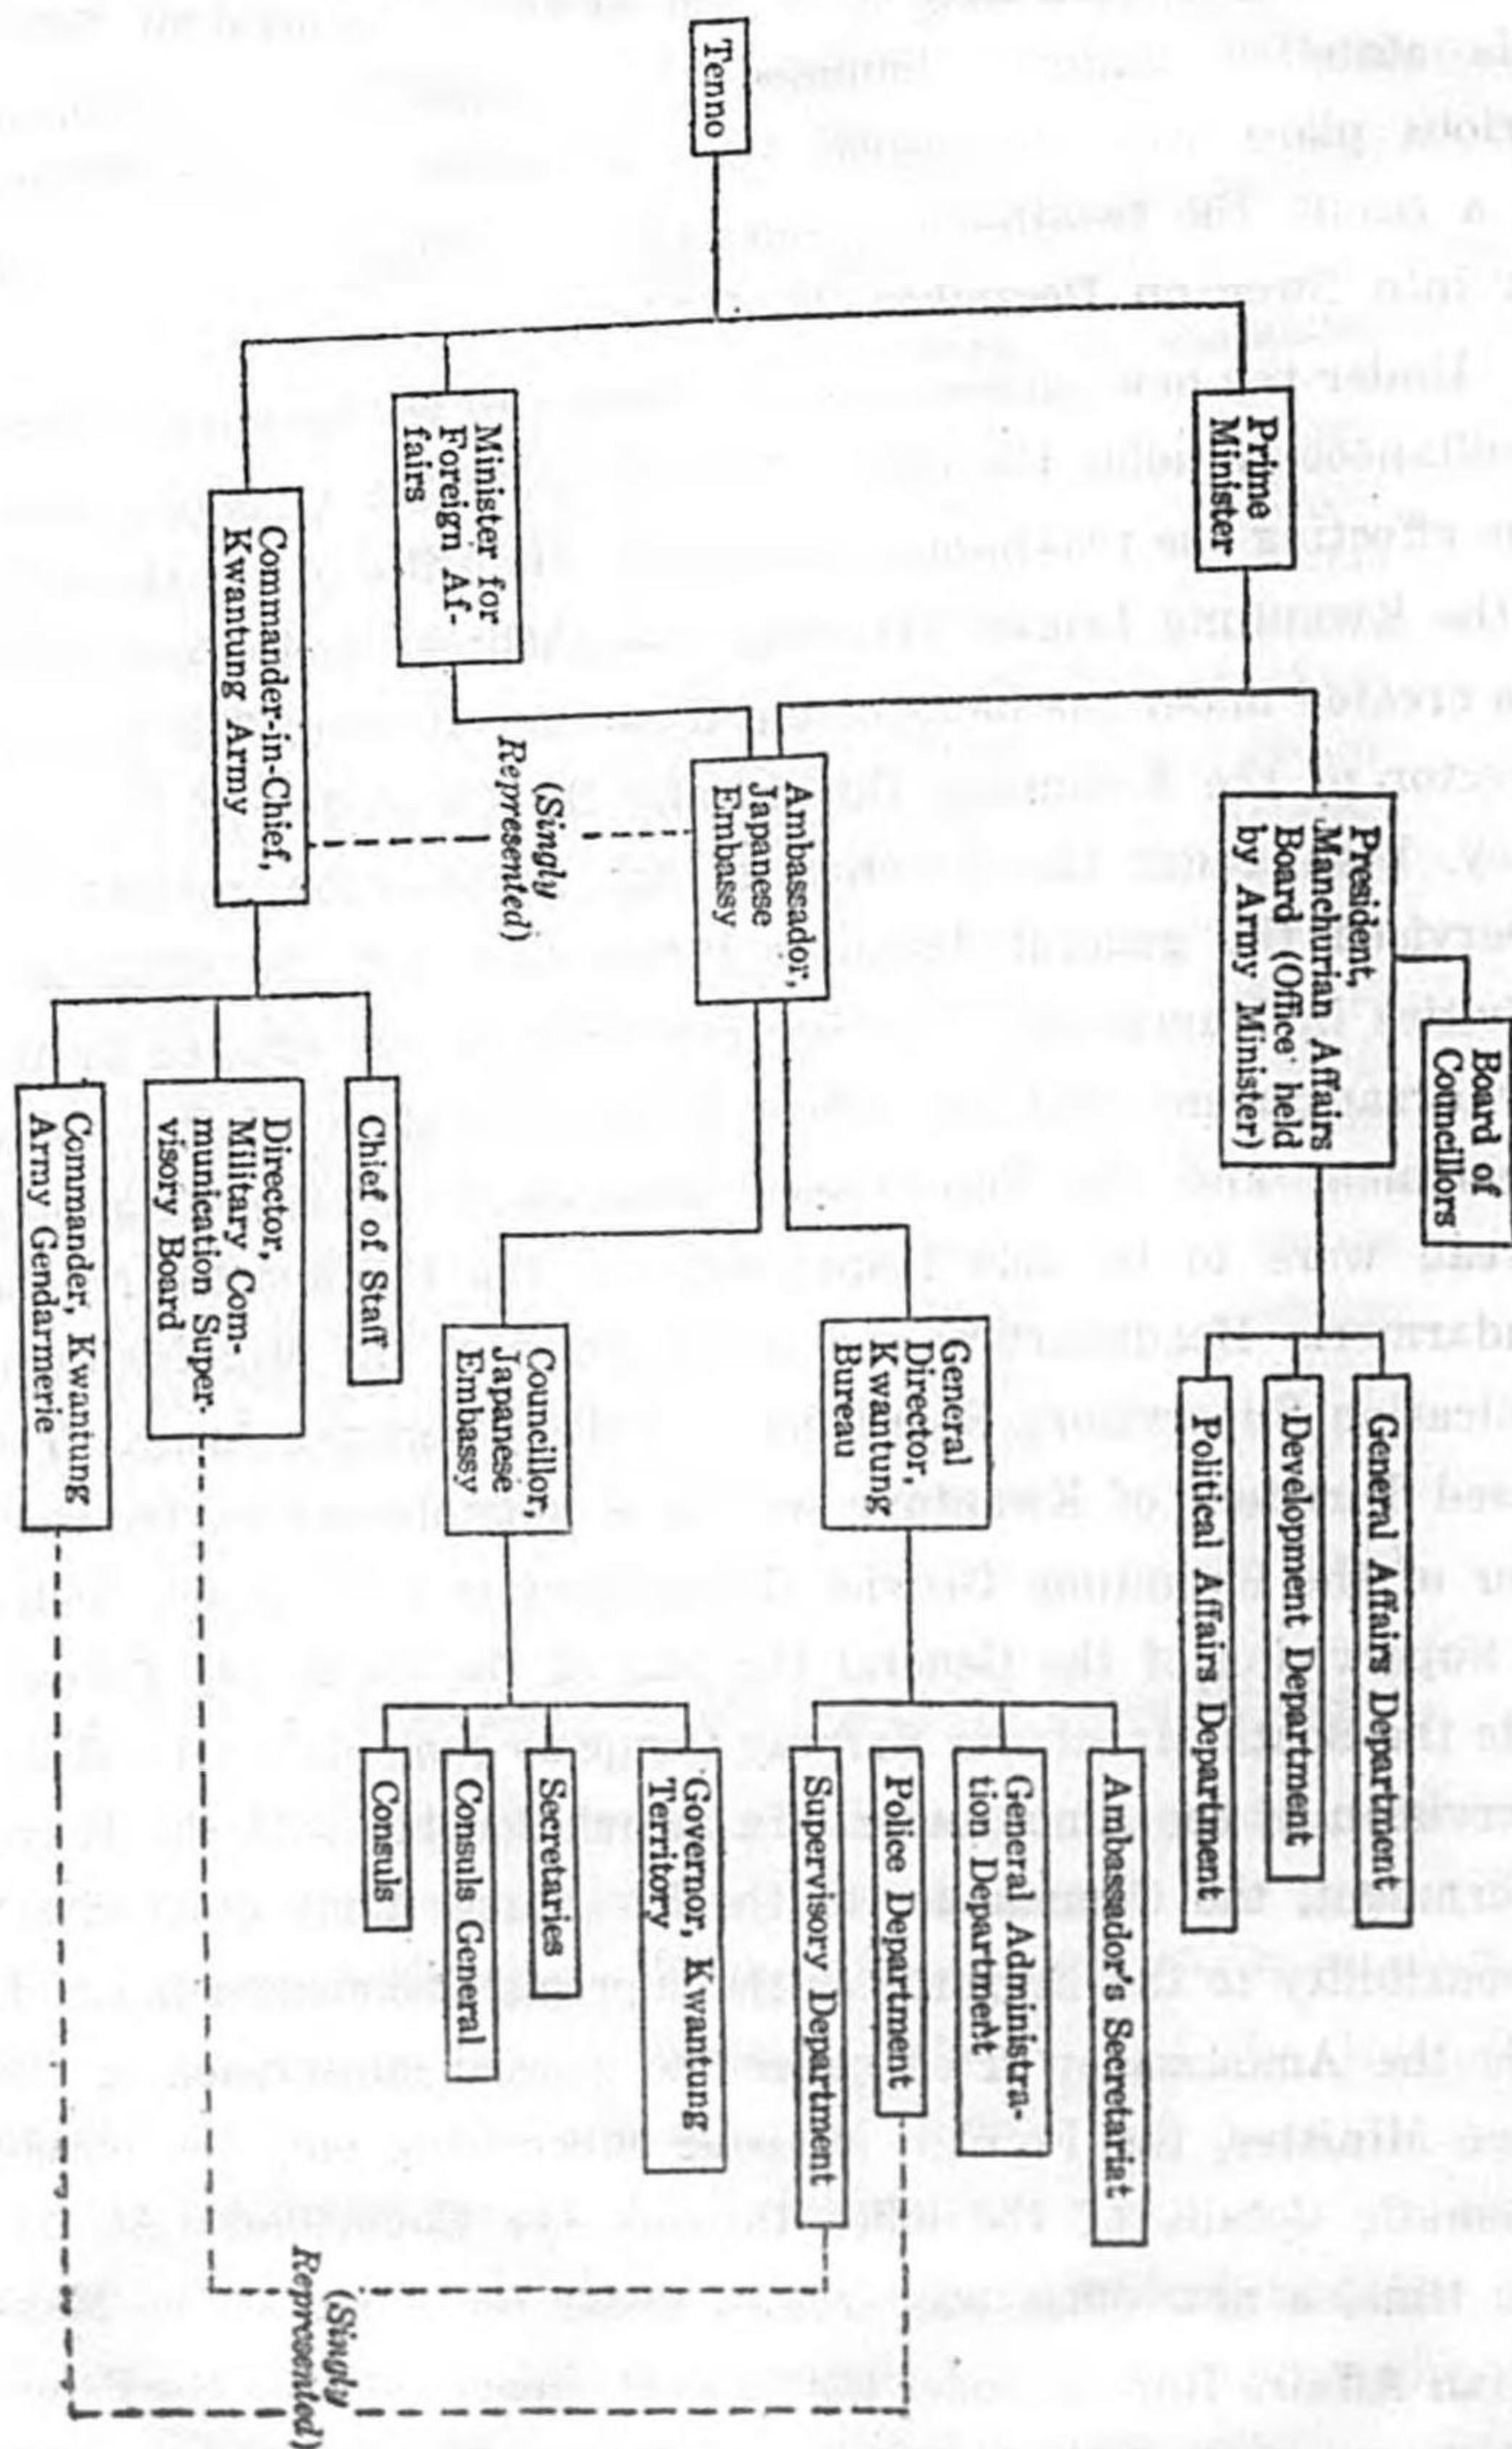 Tenno
Prime
Minister
Minister for
Foreign Af-
fairs
Commander-in-Chief,
Kwantung Army
Board of
Councillors
President,
Manchurian Affairs
Board (Office held
by Army Minister)
Ambassador,
Japanese
Embassy
(Singly
Represented)
General Affairs Department
Development Department
Political Affairs Department
General
Director,
Kwantung
Bureau
Councillor,
Japanese
Embassy
Chief of Staff
Director,
Military Com-
munication Super-
visory Board
Commander, Kwantung
Army Gendarmerie
Ambassador's Secretariat
General Administra-
tion Department
Police Department
Supervisory Department
Governor, Kwantung
Territory
Secretaries
Consuls General
Consuls
(Singly
Represented)